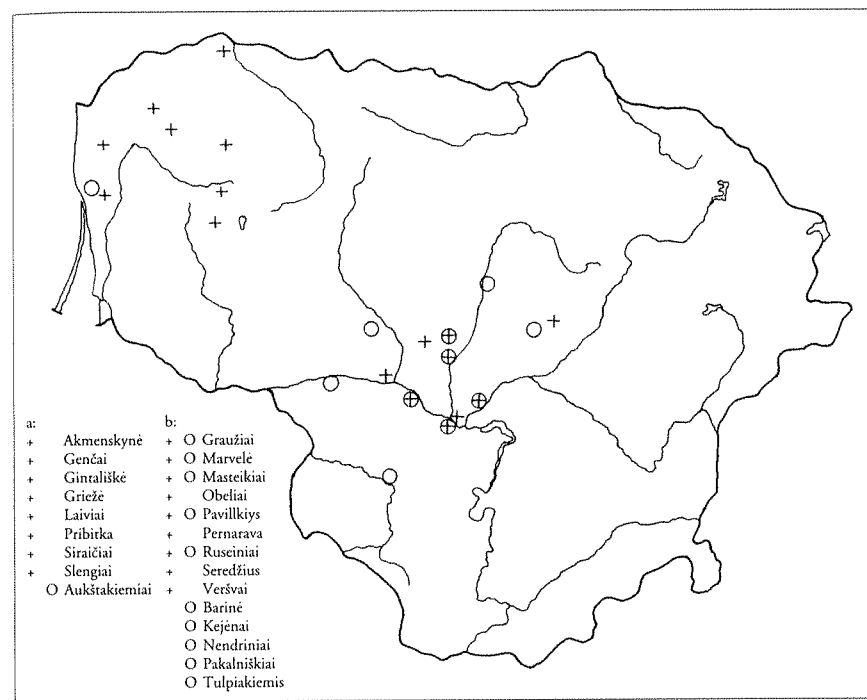 a:
+ Akmenskynė
+ Genčai
+ Gintališkė
+ Griežė
+ Laiviai
+ Pribitka
+ Siraičiai
+ Slengiai
O Aukštakiemiai
b:
+ O Graužiai
+ O Marvelė
+ O Masteikiai
+ Obeliai
+ O Pavillkiys
+ Pernarava
+ O Ruseiniai
+ Seredžius
+ Veršvai
O Barinė
O Kejėnai
O Nendriniai
O Pakalniškiai
O Tulpiakiemis